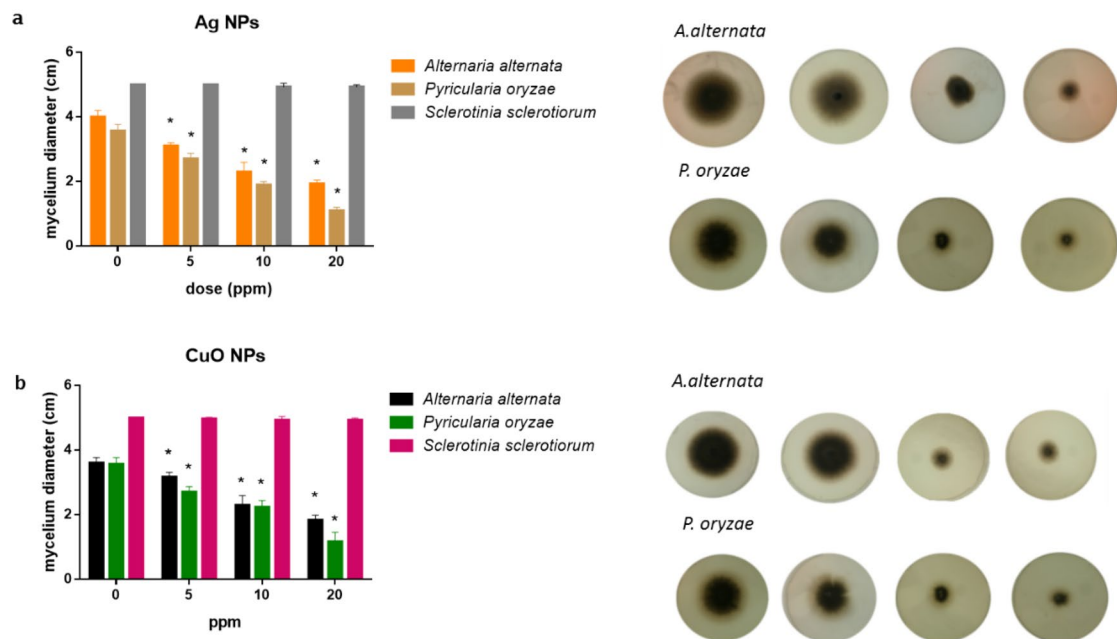 a
Ag NPs
mycelium diameter (cm)
6
4
2
0
* * * * * *
0 5 10 20
dose (ppm)
Alternaria alternata
Pyricularia oryzae
Sclerotinia sclerotiorum
A.alternata
P. oryzae
b
CuO NPs
mycelium diameter (cm)
6
4
2
0
* * * * * *
0 5 10 20
ppm
Alternaria alternata
Pyricularia oryzae
Sclerotinia sclerotiorum
A.alternata
P. oryzae